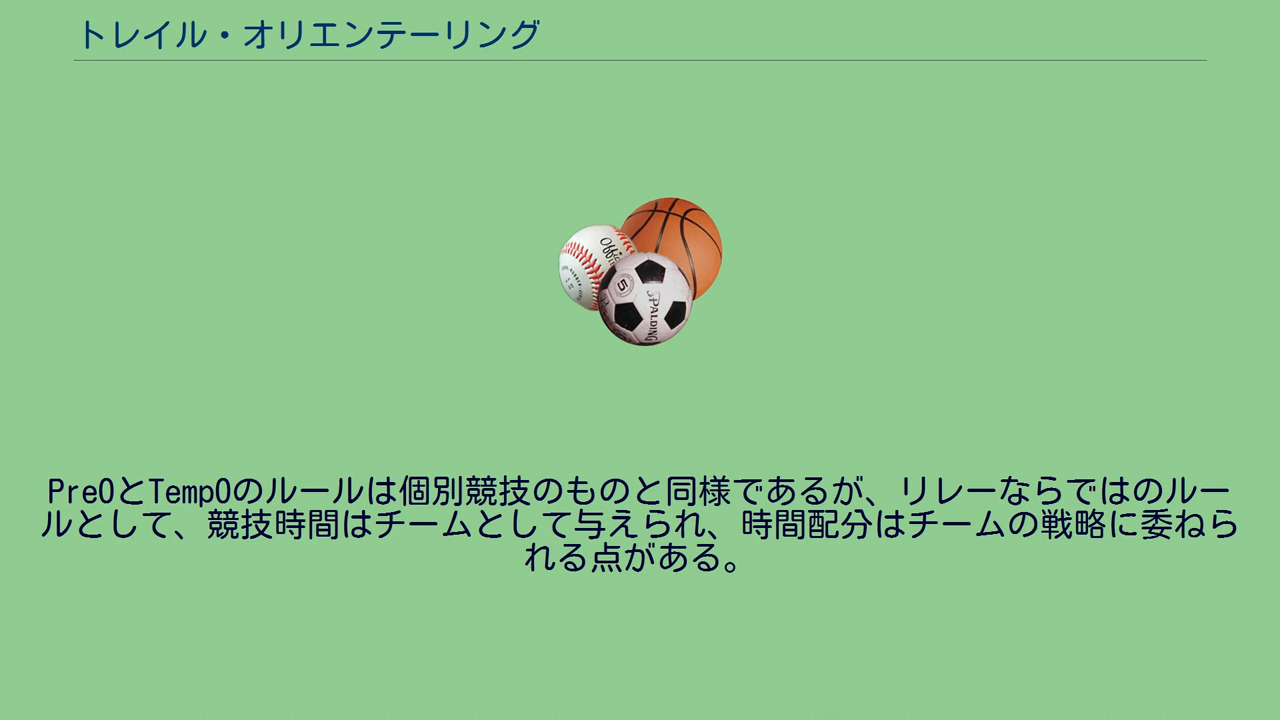 トレイル・オリエンテーリング
Offi
5
SPALDING
PreOとTempOのルールは個別競技のものと同様であるが、リレーならではのルー
ルとして、競技時間はチームとして与えられ、時間配分はチームの戦略に委ねら
れる点がある。